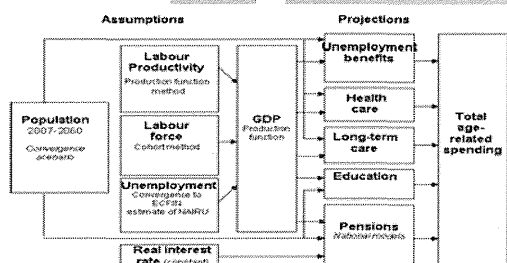 Assumptions
Projections
Population
2007-2060
Convergence
scenario
Labour
Productivity
Production function
method
Labour
force
Cohort method
Unemployment
Convergence to
ECFIN
estimate of NAIRU
Real interest
rate (constant)
GDP
Production
function
Unemployment
benefits
Health
care
Long-term
care
Education
Pensions
National models
Total
age-
related
spending